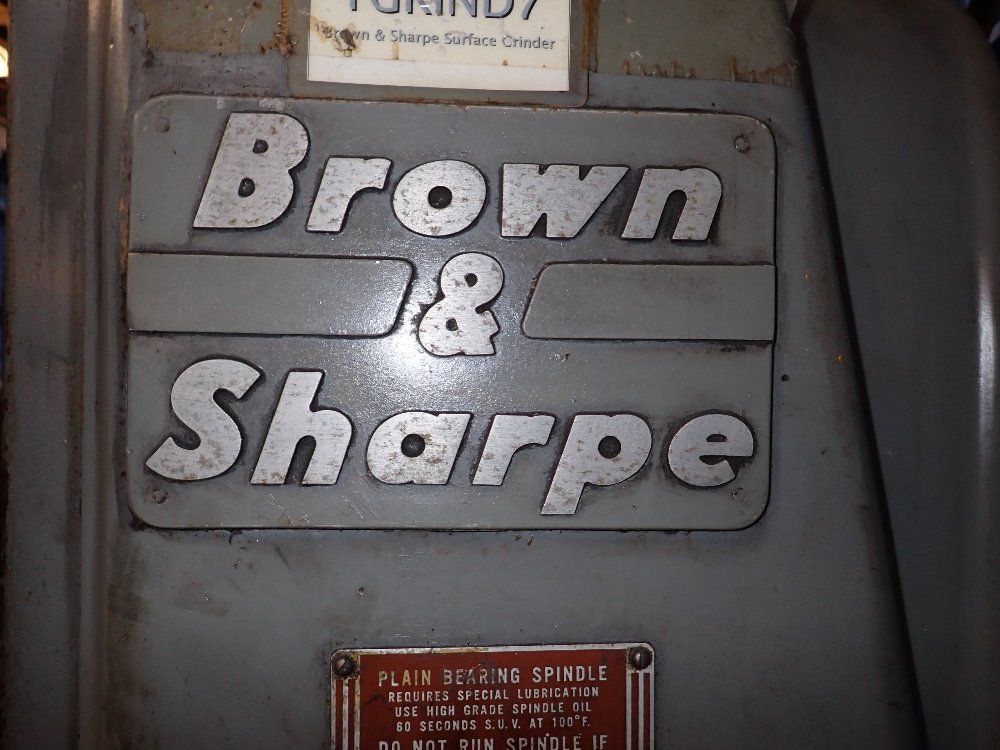 TGRIND7
Brown & Sharpe Surface Grinder
Brown
&
Sharpe
PLAIN BEARING SPINDLE
REQUIRES SPECIAL LUBRICATION
USE HIGH GRADE SPINDLE OIL
60 SECONDS S.U.V. AT 100°F.
DO NOT RUN SPINDLE IF